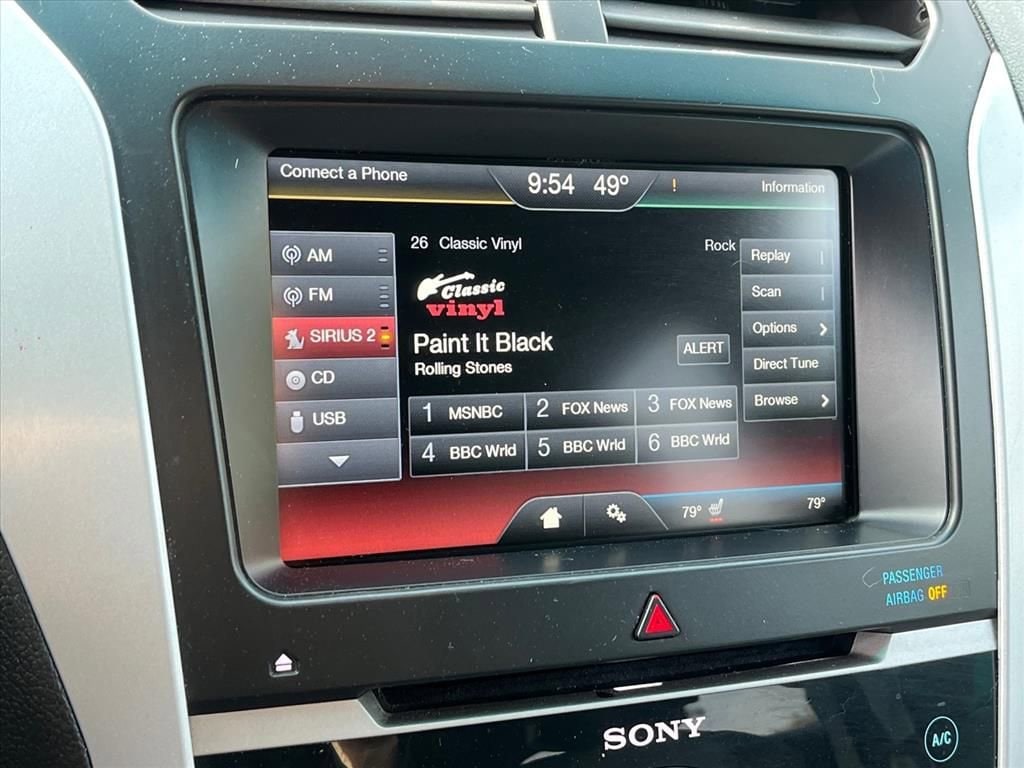 Connect a Phone
9:54 49°
!
Information
26 Classic Vinyl
Rock
AM
FM
SIRIUS 2
CD
USB
Classic
vinyl
Paint It Black
Rolling Stones
ALERT
1 MSNBC
2 FOX News
3 FOX News
4 BBC Wrld
5 BBC Wrld
6 BBC Wrld
Replay
Scan
Options
Direct Tune
Browse
79°
79°
PASSENGER
AIRBAG OFF
SONY
A/C